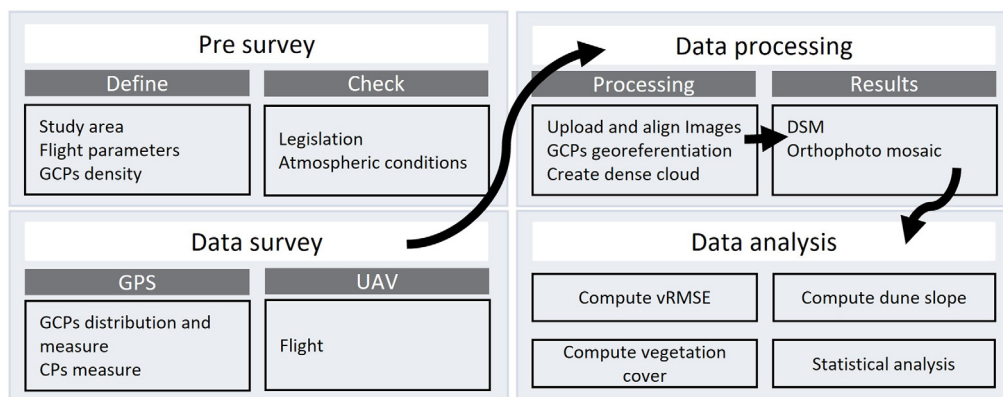 Pre survey
Define
Study area
Flight parameters
GCPs density
Check
Legislation
Atmospheric conditions
Data survey
GPS
GCPs distribution and
measure
CPs measure
UAV
Flight
Data processing
Processing
Upload and align Images
GCPs georeferentiation
Create dense cloud
Results
DSM
Orthophoto mosaic
Data analysis
Compute vRMSE
Compute dune slope
Compute vegetation
cover
Statistical analysis